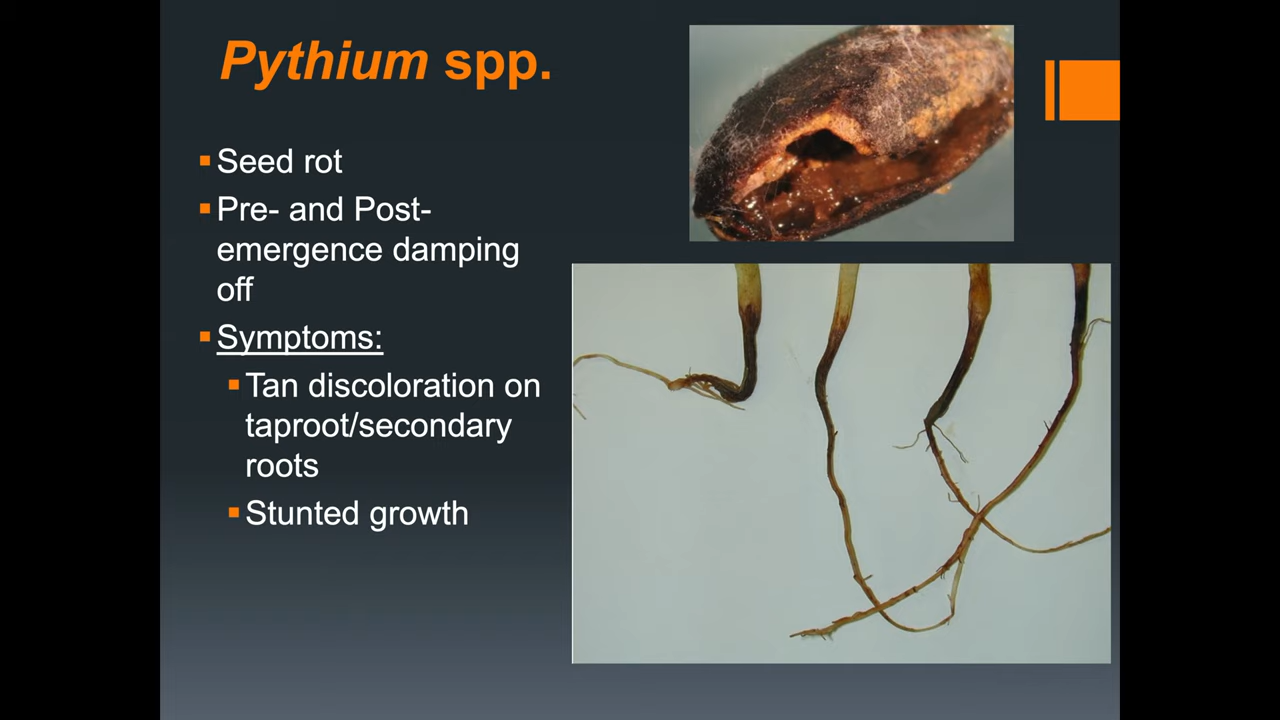 Pythium spp.
Seed rot
Pre- and Post-
emergence damping
off
Symptoms:
Tan discoloration on
taproot/secondary
roots
Stunted growth